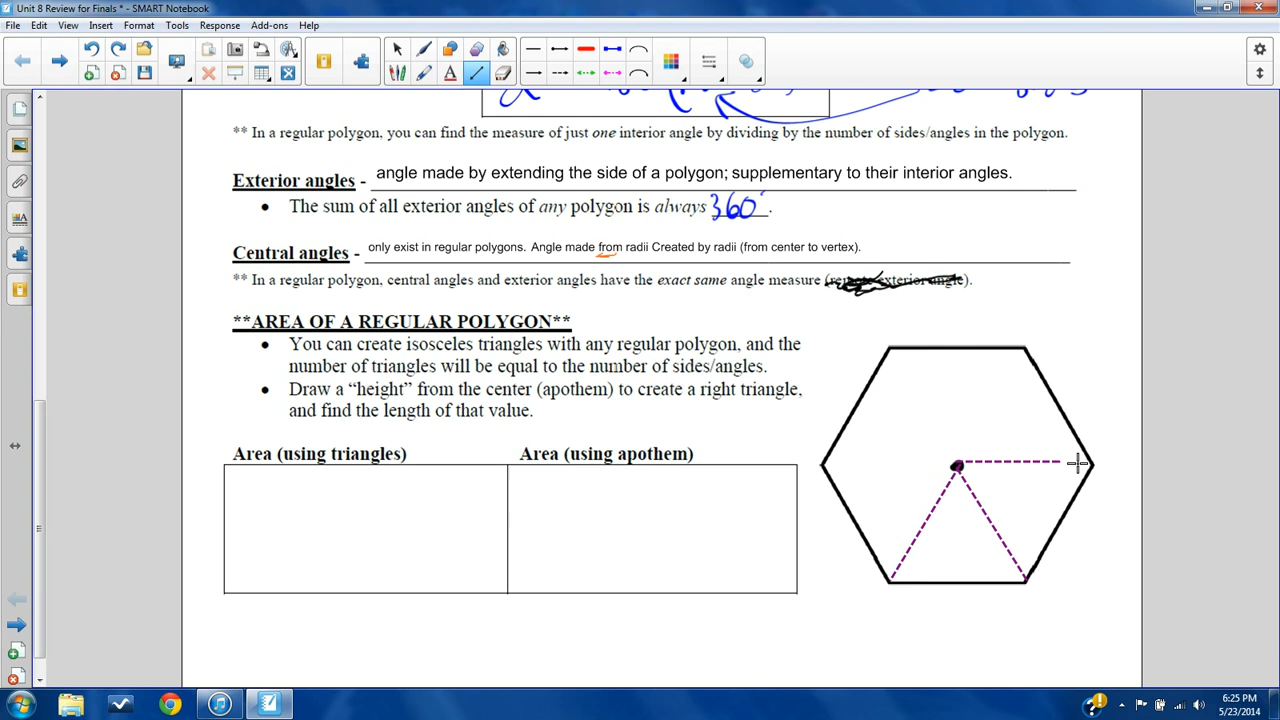 Unit 8 Review for Finals * - SMART Notebook
File Edit View Insert Format Tools Response Add-ons Help
** In a regular polygon, you can find the measure of just one interior angle by dividing by the number of sides/angles in the polygon.
Exterior angles - angle made by extending the side of a polygon; supplementary to their interior angles.
• The sum of all exterior angles of any polygon is always 360°.
Central angles - only exist in regular polygons. Angle made from radii Created by radii (from center to vertex).
** In a regular polygon, central angles and exterior angles have the exact same angle measure (remote exterior angle).
**AREA OF A REGULAR POLYGON**
• You can create isosceles triangles with any regular polygon, and the
number of triangles will be equal to the number of sides/angles.
• Draw a “height” from the center (apothem) to create a right triangle,
and find the length of that value.
Area (using triangles) Area (using apothem)
6:25 PM
5/23/2014